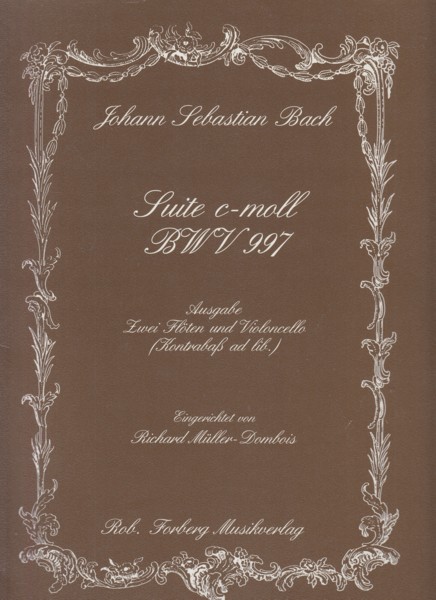 Johann Sebastian Bach
Suite c-moll
BWV 997
Ausgabe
Zwei Flöten und Violoncello
(Kontrabaß ad lib.)
Eingerichtet von
Richard Müller-Dombois
Rob. Forberg Musikverlag